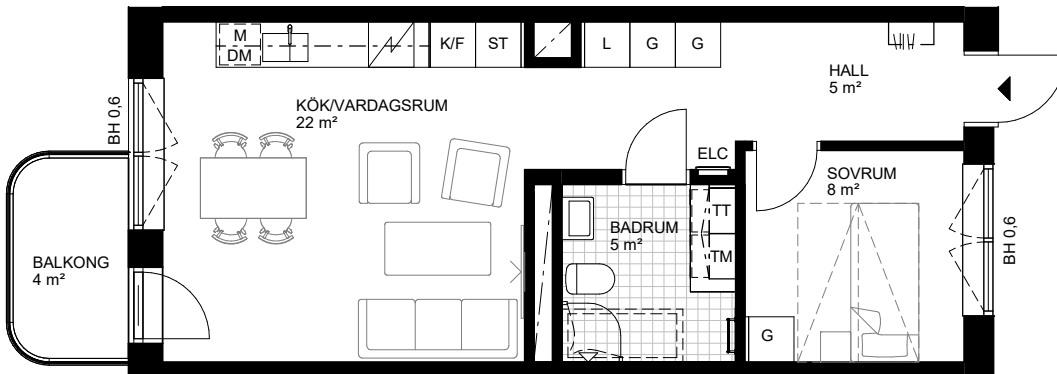 M
DM
K/F
ST
L
G
G
HALL
5 m²
BH 0,6
KÖK/VARDAGSRUM
22 m²
ELC
SOVRUM
8 m²
BADRUM
5 m²
TT
TM
BH 0,6
BALKONG
4 m²
G